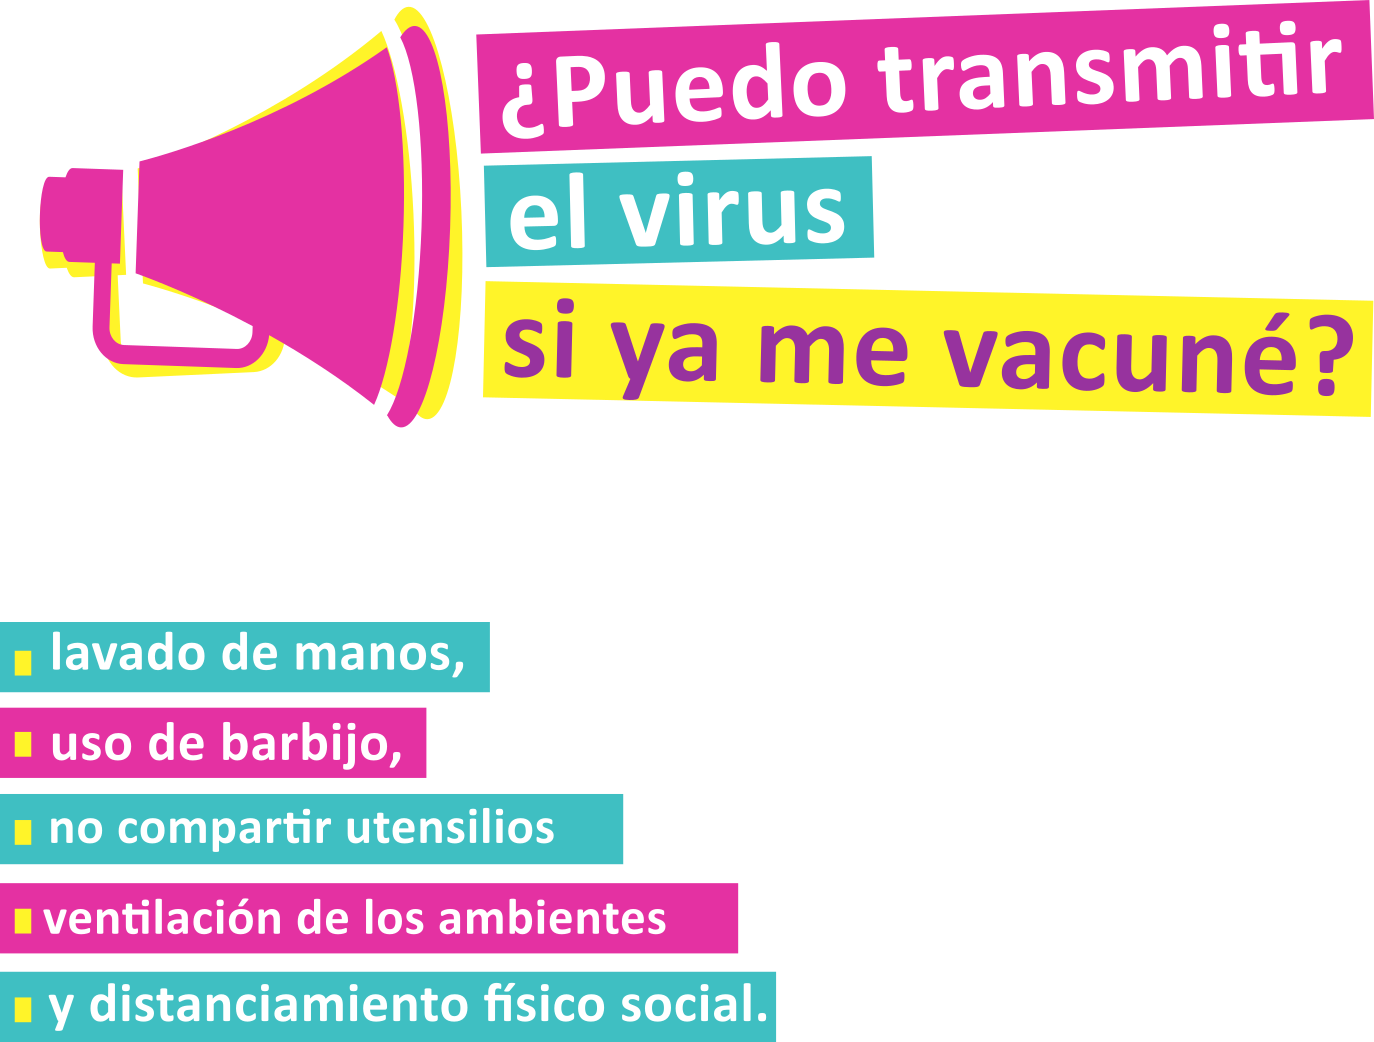 ¿Puedo transmitir
el virus
si ya me vacuné?
lavado de manos,
uso de barbijo,
no compartir utensilios
ventilación de los ambientes
y distanciamiento físico social.